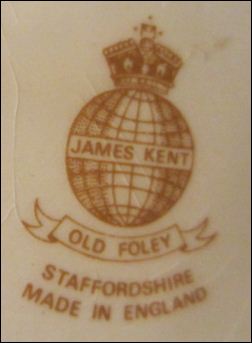 JAMES KENT
OLD FOLEY
STAFFORDSHIRE
MADE IN ENGLAND